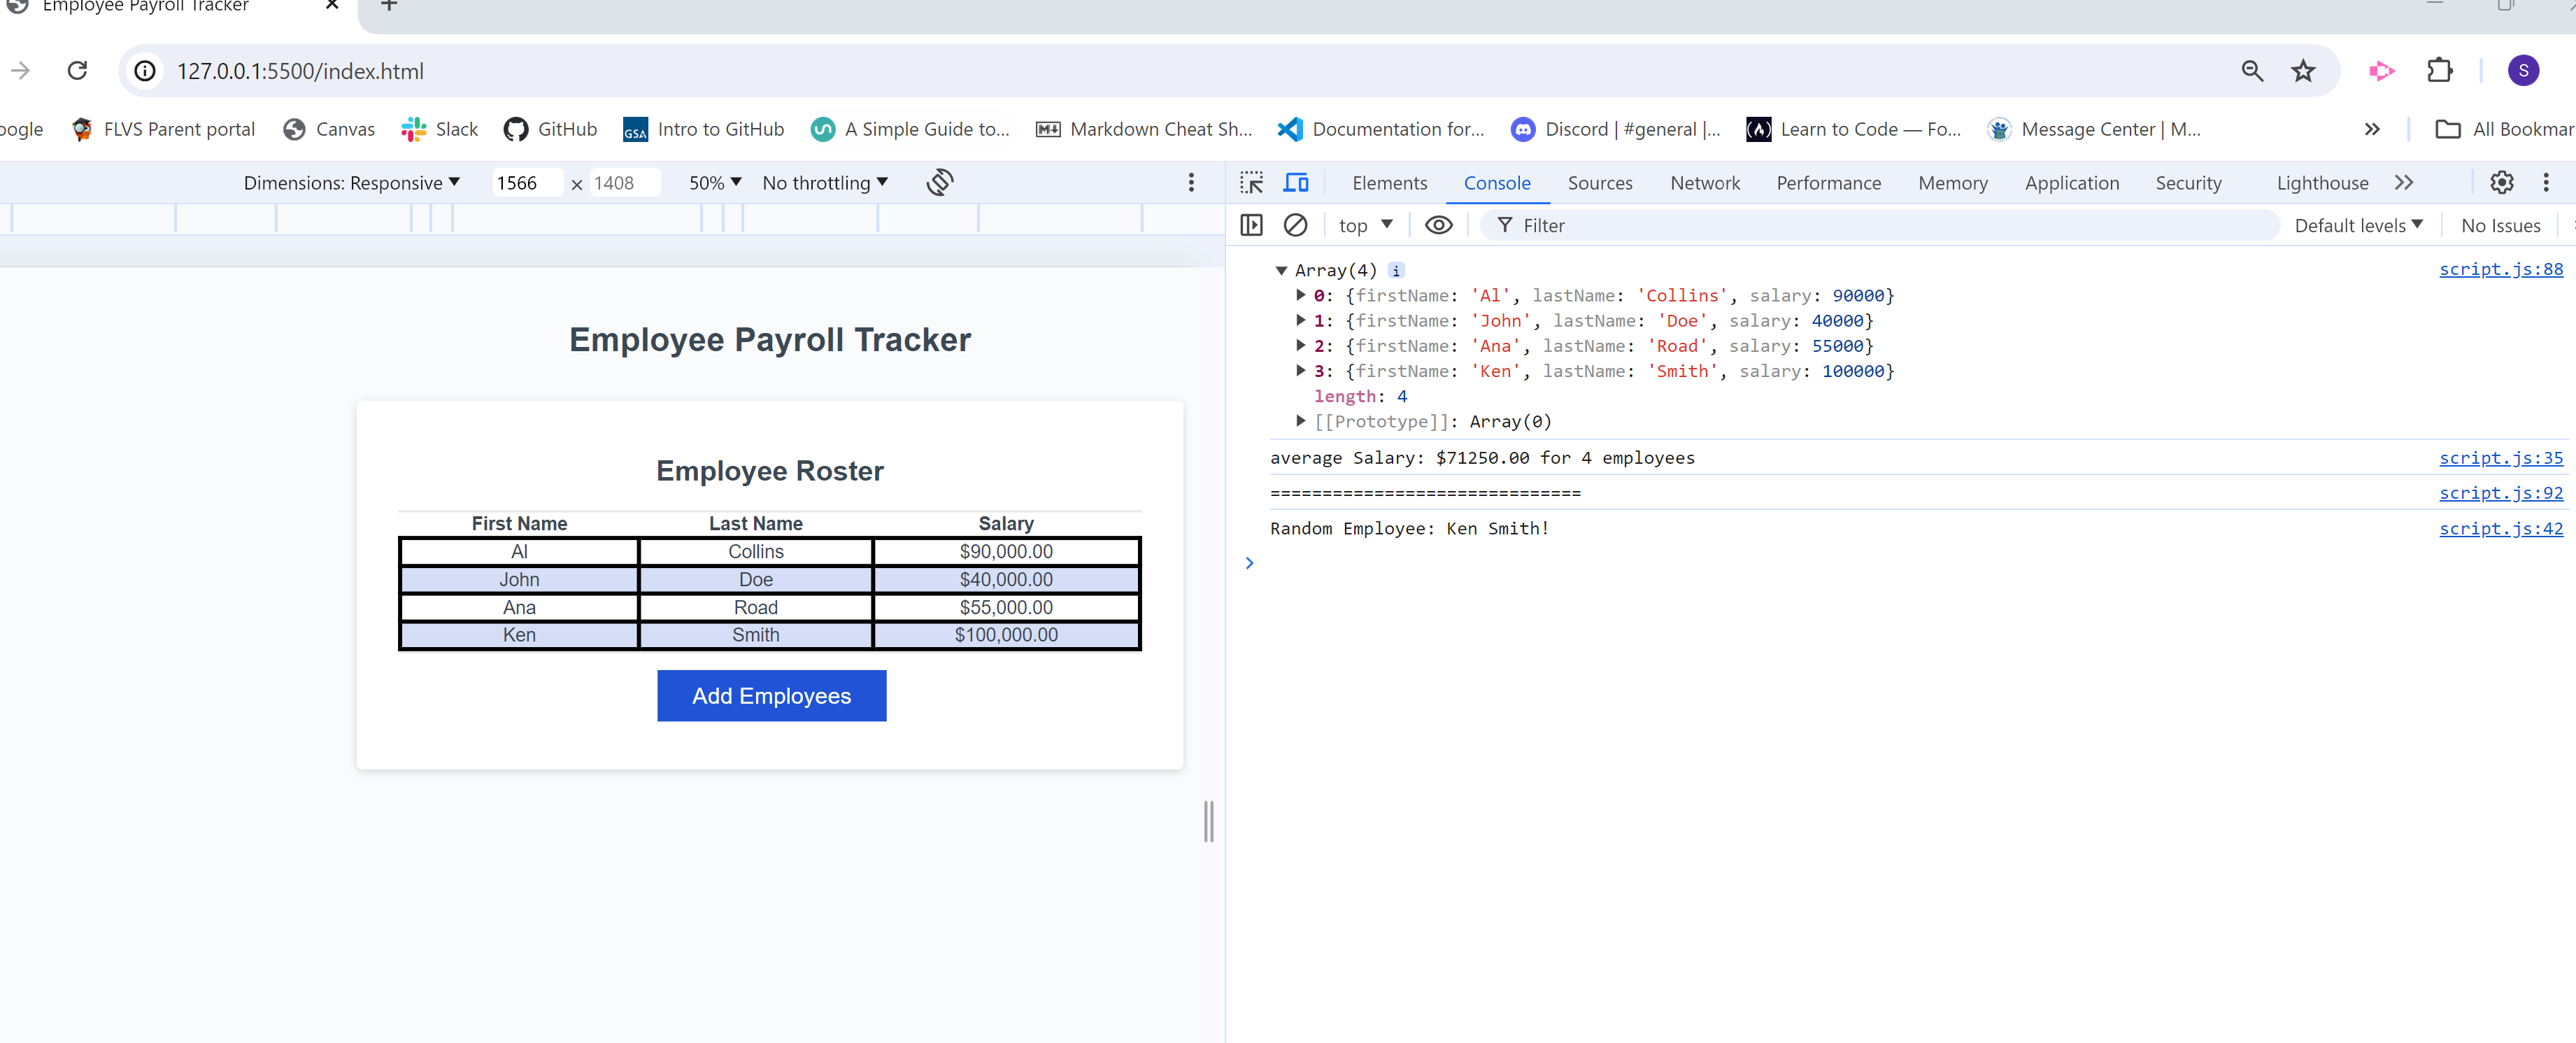 Employee Payroll Tracker
127.0.0.1:5500/index.html
S
oogle FLVS Parent portal Canvas Slack GitHub GSA Intro to GitHub A Simple Guide to... Markdown Cheat Sh... Documentation for... Discord | #general |... Learn to Code — Fo... Message Center | M... All Bookmar
Dimensions: Responsive 1566 × 1408 50% No throttling
Elements Console Sources Network Performance Memory Application Security Lighthouse
top Filter Default levels No Issues
Employee Payroll Tracker
Employee Roster
First Name Last Name Salary
Al Collins $90,000.00
John Doe $40,000.00
Ana Road $55,000.00
Ken Smith $100,000.00
Add Employees
Array(4) i script.js:88
0: {firstName: 'Al', lastName: 'Collins', salary: 90000}
1: {firstName: 'John', lastName: 'Doe', salary: 40000}
2: {firstName: 'Ana', lastName: 'Road', salary: 55000}
3: {firstName: 'Ken', lastName: 'Smith', salary: 100000}
length: 4
[[Prototype]]: Array(0)
average Salary: $71250.00 for 4 employees script.js:35
============================== script.js:92
Random Employee: Ken Smith! script.js:42